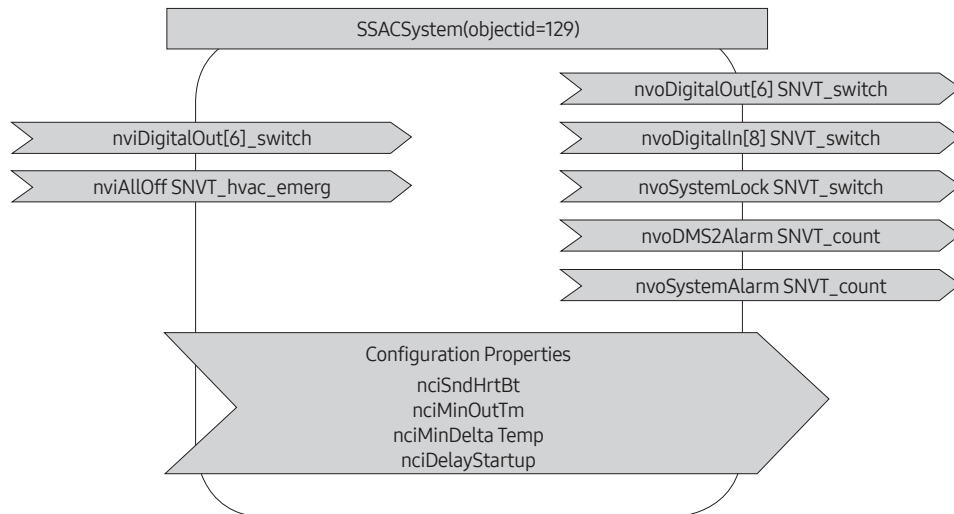 SSACSystem(objectid=129)
nviDigitalOut[6]_switch
nviAllOff SNVT_hvac_emerg
nvoDigitalOut[6] SNVT_switch
nvoDigitalIn[8] SNVT_switch
nvoSystemLock SNVT_switch
nvoDMS2Alarm SNVT_count
nvoSystemAlarm SNVT_count
Configuration Properties
nciSndHrtBt
nciMinOutTm
nciMinDelta Temp
nciDelayStartup